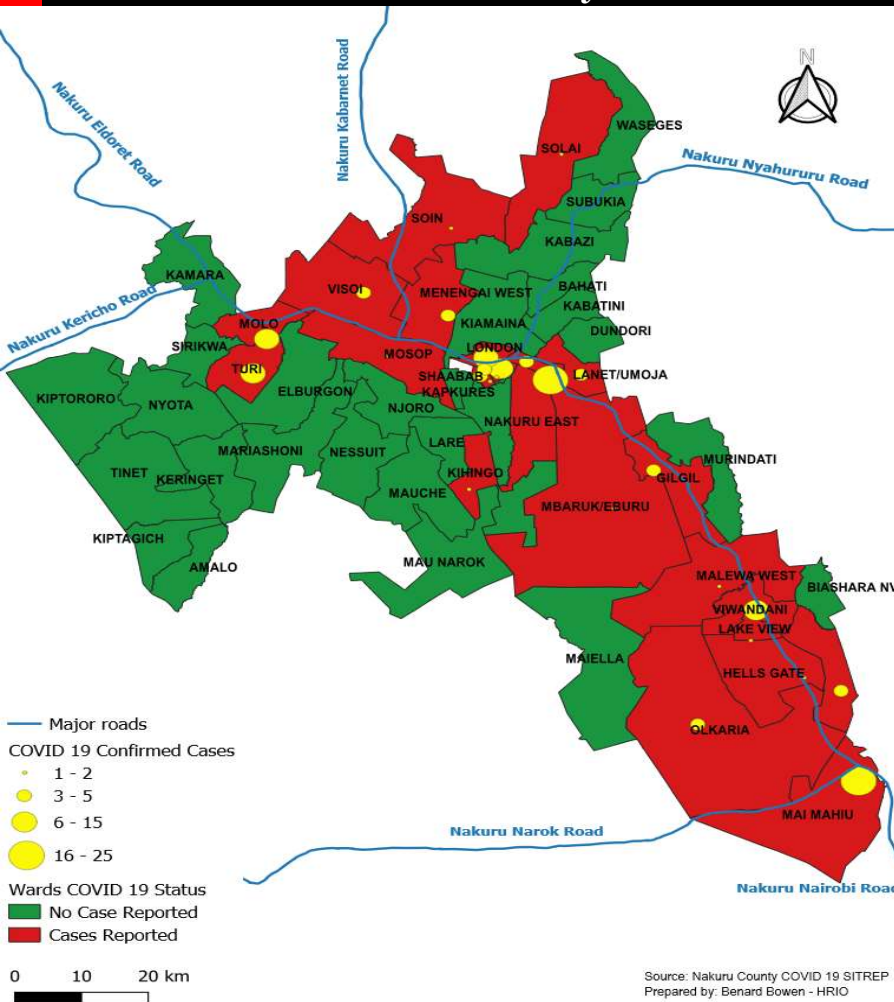 Nakuru Eldoret Road
Nakuru Kabarnet Road
N
WASEGES
SOLAI
Nakuru Nyahururu Road
SUBUKIA
SOIN
KABAZI
KAMARA
VISOI
MENENGAI WEST
BAHATI
KABATINI
Nakuru Kericho Road
MOLO
KIAMAINA
DUNDORI
SIRIKWA
MOSOP
LONDON
TURI
SHAABAB
LANET/UMOJA
KIPTORORO
NYOTA
ELBURGON
KAPKURES
NJORO
NAKURU EAST
LARE
MARIASHONI
NESSUIT
MURINDATI
TINET
KERINGET
KIHINGO
GILGIL
MAUCHE
MBARUK/EBURU
KIPTAGICH
AMALO
MAU NAROK
MALEWA WEST
BIASHARA NV
VIWANDANI
LAKE VIEW
MAIELLA
HELLS GATE
OLKARIA
MAI MAHIU
Nakuru Narok Road
Nakuru Nairobi Road
Major roads
COVID 19 Confirmed Cases
1 - 2
3 - 5
6 - 15
16 - 25
Wards COVID 19 Status
No Case Reported
Cases Reported
0 10 20 km
Source: Nakuru County COVID 19 SITREP
Prepared by: Benard Bowen - HRIO